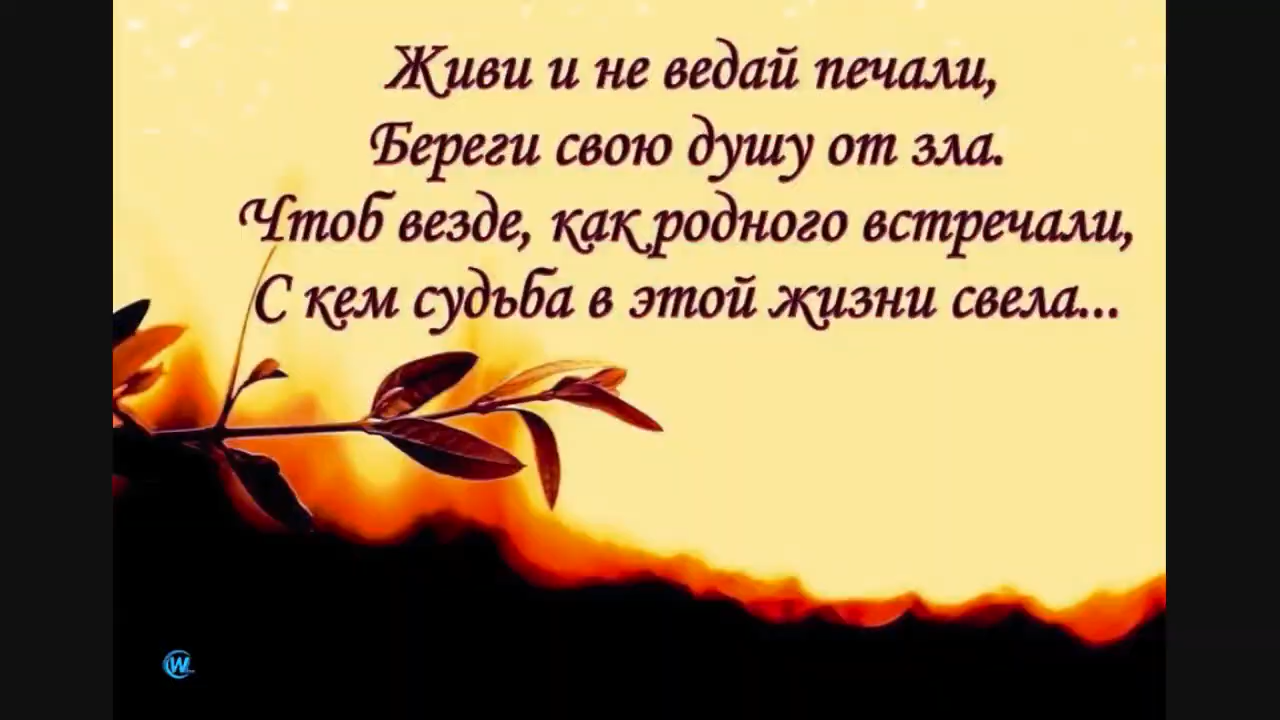 Живи и не ведай печали,
Береги свою душу от зла.
Чтоб везде, как родного встречали,
С кем судьба в этой жизни свела...
W